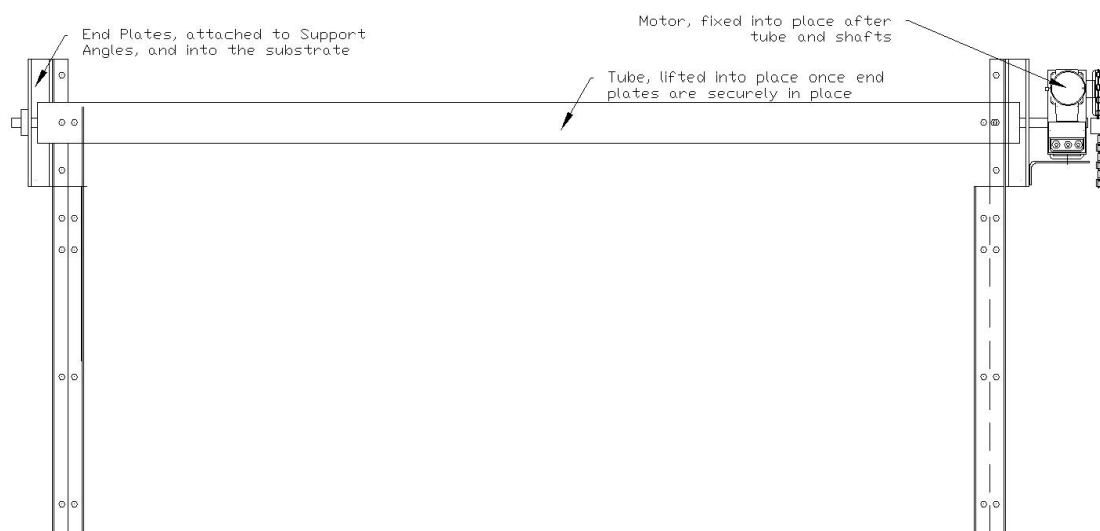 End Plates, attached to Support
Angles, and into the substrate
Motor, fixed into place after
tube and shafts
Tube, lifted into place once end
plates are securely in place